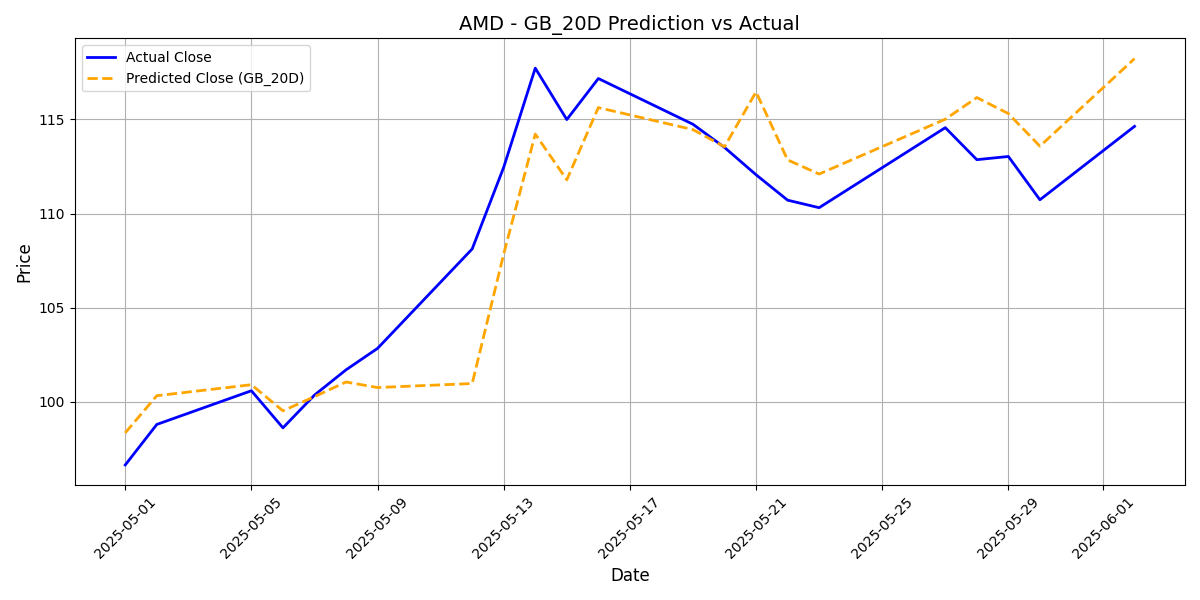 AMD - GB_20D Prediction vs Actual
Actual Close
Predicted Close (GB_20D)
Price
115
110
105
100
2025-05-01
2025-05-05
2025-05-09
2025-05-13
2025-05-17
2025-05-21
2025-05-25
2025-05-29
2025-06-01
Date